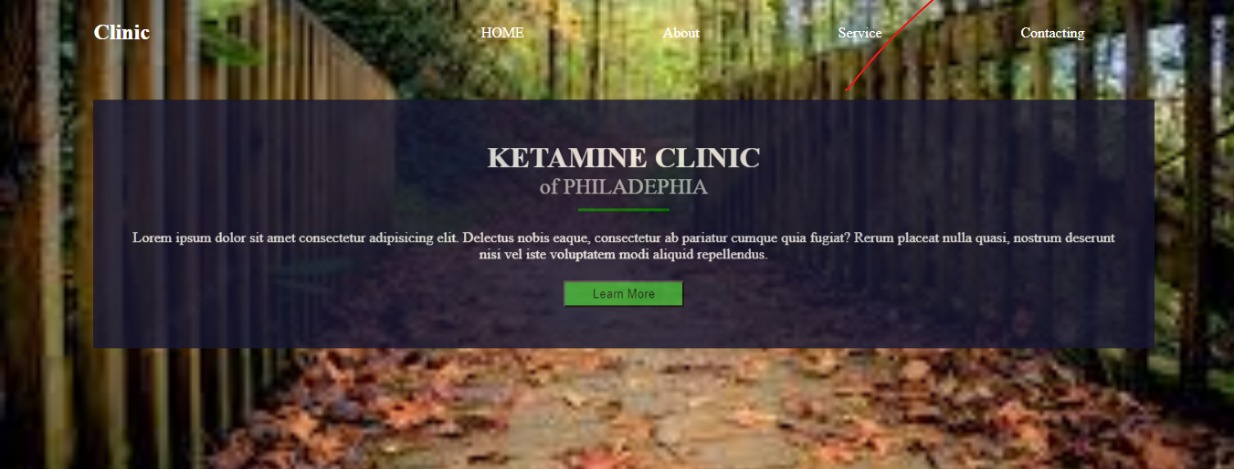 Clinic HOME About Service Contacting
KETAMINE CLINIC
of PHILADEPHIA
Lorem ipsum dolor sit amet consectetur adipisicing elit. Delectus nobis eaque, consectetur ab pariatur cumque quia fugiat? Rerum placeat nulla quasi, nostrum deserunt
nisi vel iste voluptatem modi aliquid repellendus.
Learn More